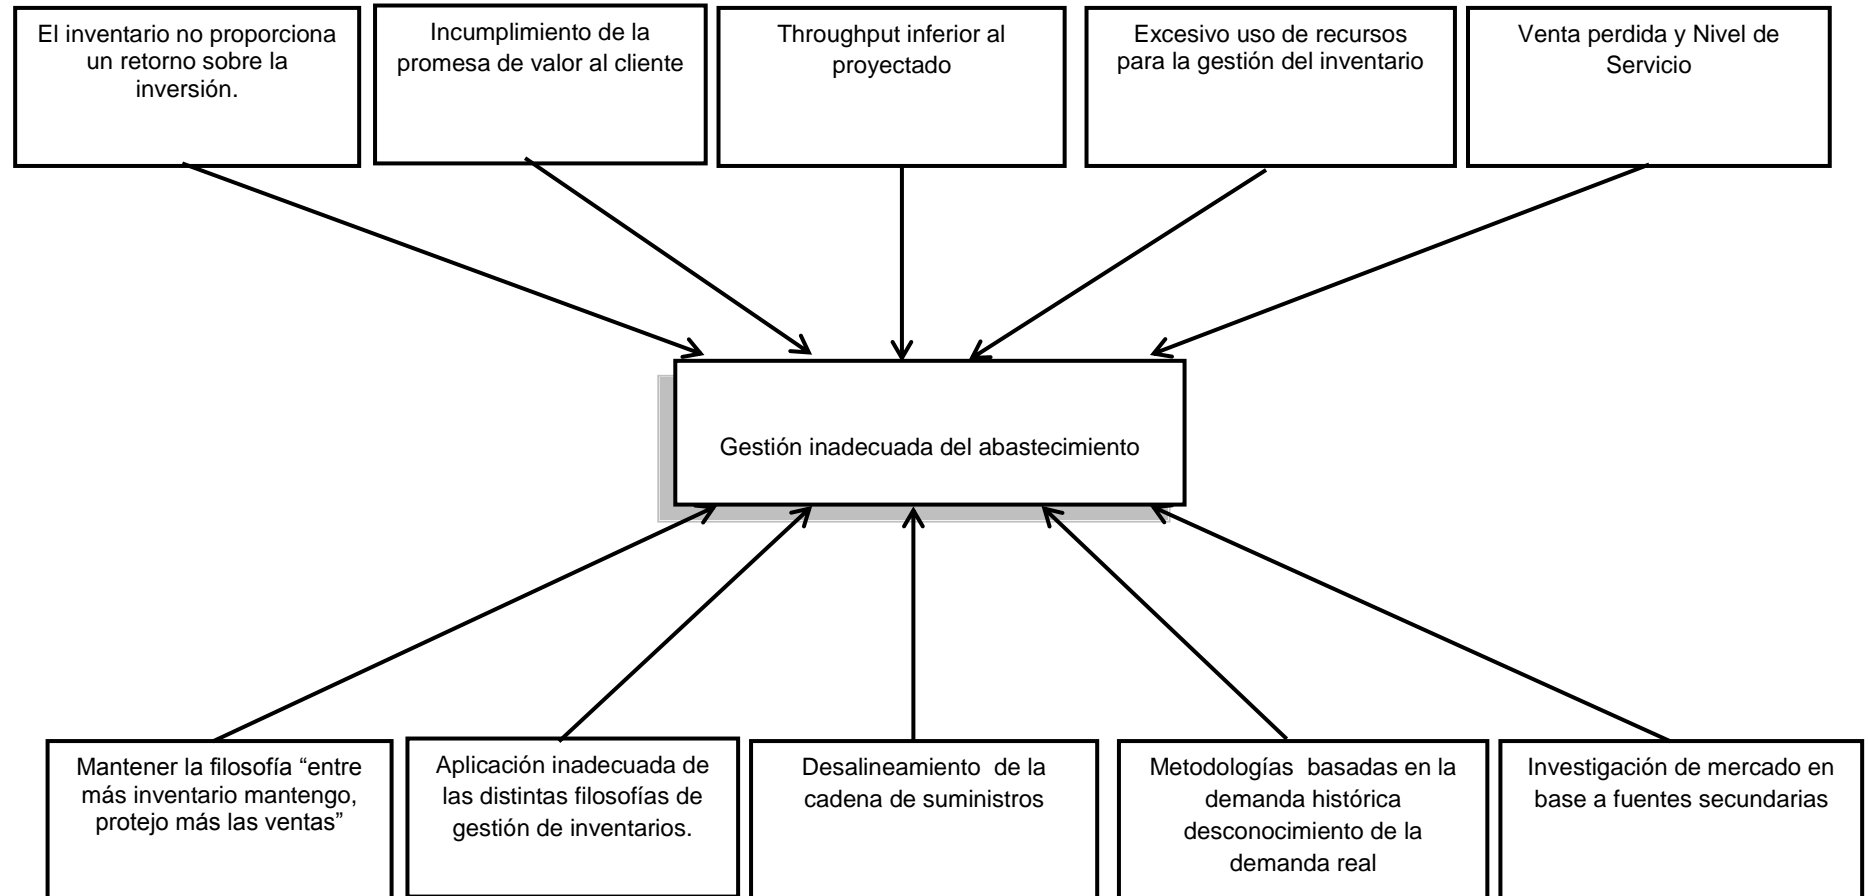 El inventario no proporciona
un retorno sobre la
inversión.
Incumplimiento de la
promesa de valor al cliente
Throughput inferior al
proyectado
Excesivo uso de recursos
para la gestión del inventario
Venta perdida y Nivel de
Servicio
Gestión inadecuada del abastecimiento
Mantener la filosofía “entre
más inventario mantengo,
protejo más las ventas”
Aplicación inadecuada de
las distintas filosofías de
gestión de inventarios.
Desalineamiento de la
cadena de suministros
Metodologías basadas en la
demanda histórica
desconocimiento de la
demanda real
Investigación de mercado en
base a fuentes secundarias